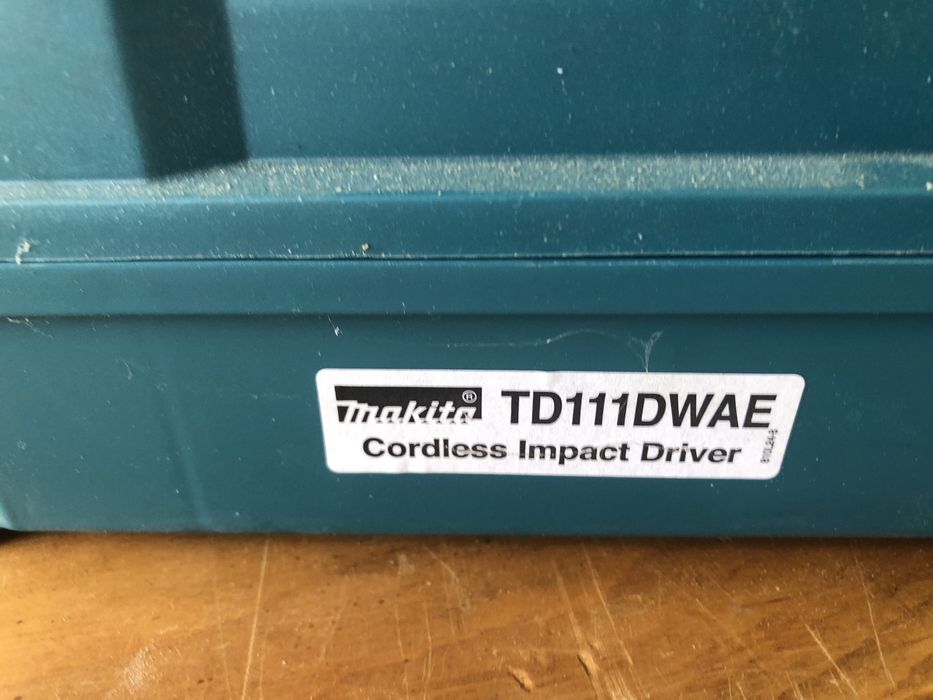 makita® TD111DWAE
Cordless Impact Driver